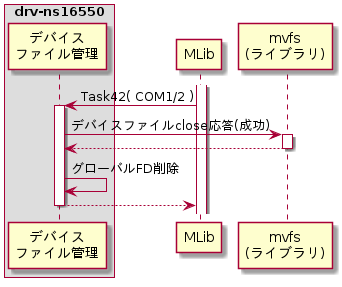 drv-ns16550
デバイス
ファイル管理
MLib
mvfs
(ライブラリ)
Task42( COM1/2 )
デバイスファイルclose応答(成功)
グローバルFD削除
デバイス
ファイル管理
MLib
mvfs
(ライブラリ)